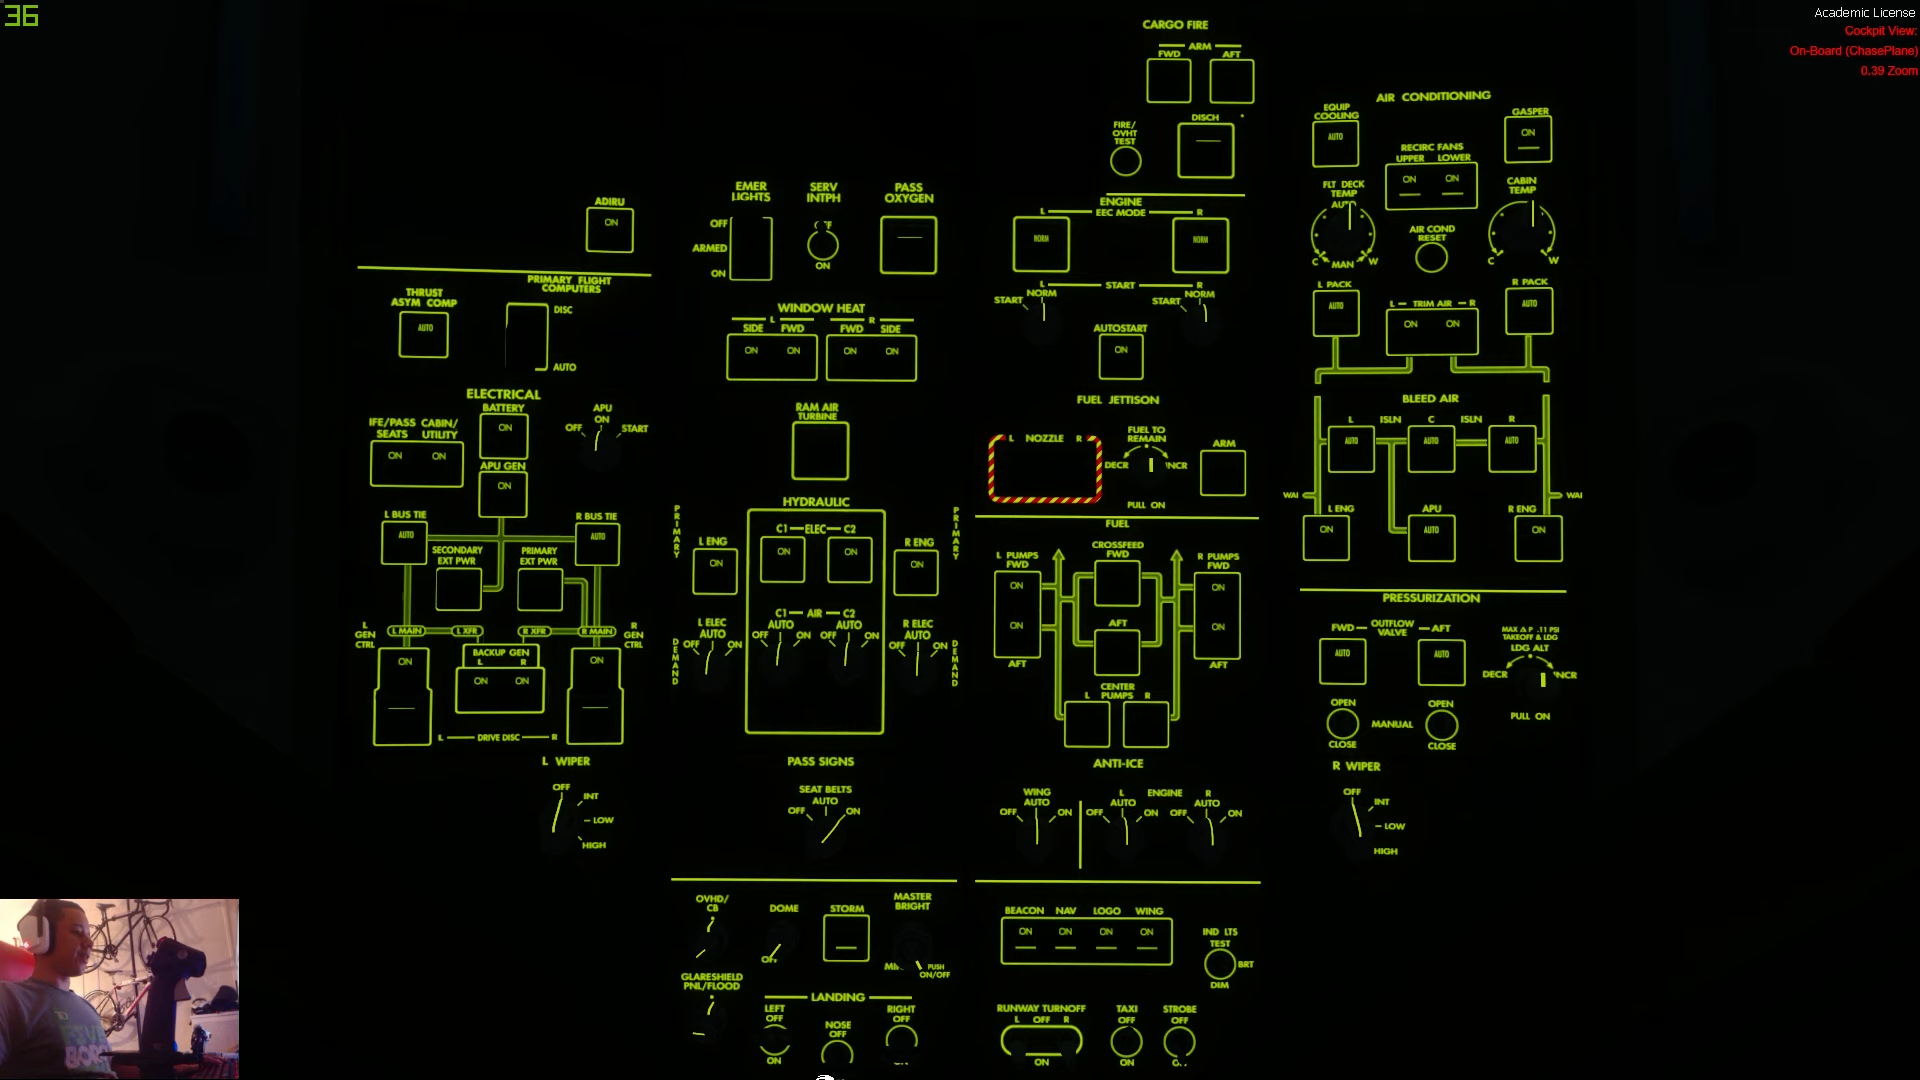 36
Academic License
Cockpit View:
On-Board (ChasePlane)
0.39 Zoom
CARGO FIRE
ARM
FWD AFT
FIRE/
OVHT
TEST
DISCH
ADIRU
ON
EMER
LIGHTS
OFF
ARMED
ON
SERV
INTPH
ON
PASS
OXYGEN
ENGINE
L EEC MODE R
NORM NORM
L START R
START NORM START NORM
AUTOSTART
ON
AIR CONDITIONING
EQUIP
COOLING
AUTO
GASPER
ON
RECIRC FANS
UPPER LOWER
ON ON
FLT DECK
TEMP
AUTO
C MAN W
AIR COND
RESET
CABIN
TEMP
C W
L PACK
AUTO
L TRIM AIR R
ON ON
R PACK
AUTO
THRUST
ASYM COMP
AUTO
PRIMARY FLIGHT
COMPUTERS
DISC
AUTO
WINDOW HEAT
L R
SIDE FWD FWD SIDE
ON ON ON ON
RAM AIR
TURBINE
FUEL JETTISON
L NOZZLE R
FUEL TO
REMAIN
DECR INCR
PULL ON
ARM
BLEED AIR
L ISLN C ISLN R
AUTO AUTO AUTO
WAI WAI
L ENG APU R ENG
ON AUTO ON
ELECTRICAL
BATTERY
ON
IFE/PASS CABIN/
SEATS UTILITY
ON ON
APU
OFF ON START
APU GEN
ON
L BUS TIE R BUS TIE
AUTO AUTO
SECONDARY
EXT PWR
PRIMARY
EXT PWR
L MAIN L XFR R XFR R MAIN
L
GEN
CTRL
R
GEN
CTRL
ON ON
BACKUP GEN
L R
ON ON
L DRIVE DISC R
HYDRAULIC
PRIMARY PRIMARY
L ENG C1 ELEC C2 R ENG
ON ON ON ON
C1 AIR C2
L ELEC
OFF AUTO ON
OFF AUTO ON
OFF AUTO ON
R ELEC
OFF AUTO ON
DEMAND DEMAND
FUEL
L PUMPS
FWD
ON
ON
AFT
CROSSFEED
FWD
AFT
R PUMPS
FWD
ON
ON
AFT
CENTER
L PUMPS R
PRESSURIZATION
FWD OUTFLOW
VALVE AFT
AUTO AUTO
MAX Δ P .11 PSI
TAKEOFF & LDG
LDG ALT
DECR INCR
PULL ON
OPEN OPEN
MANUAL
CLOSE CLOSE
L WIPER
OFF
INT
LOW
HIGH
PASS SIGNS
SEAT BELTS
OFF AUTO ON
ANTI-ICE
WING
OFF AUTO ON
L ENGINE R
OFF AUTO ON OFF AUTO ON
R WIPER
OFF
INT
LOW
HIGH
OVHD/
CB
DOME
STORM
MASTER
BRIGHT
PUSH
ON/OFF
GLARESHIELD
PNL/FLOOD
LANDING
LEFT
OFF
ON
NOSE
OFF
RIGHT
OFF
BEACON NAV LOGO WING
ON ON ON ON
IND LTS
TEST
BRT
DIM
RUNWAY TURNOFF
L OFF R
ON
TAXI
OFF
ON
STROBE
OFF